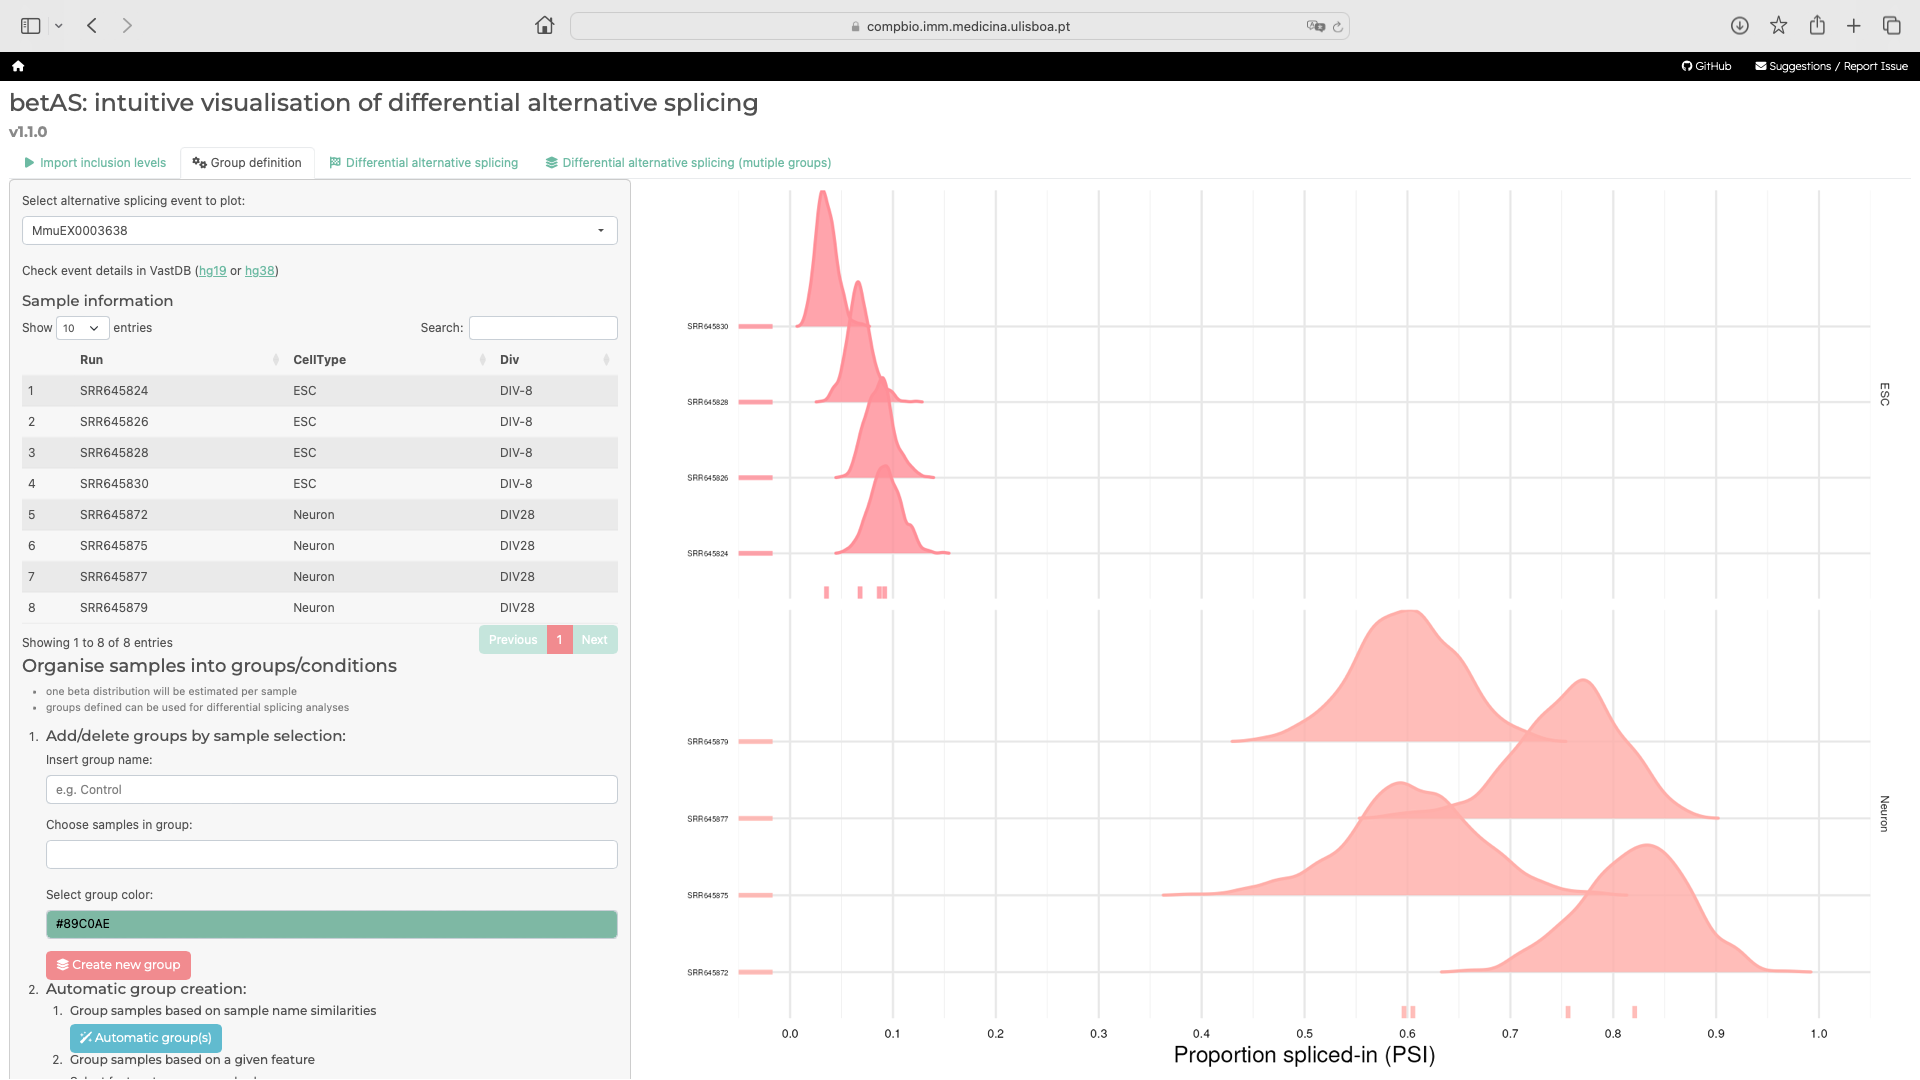 compbio.imm.medicina.ulisboa.pt
GitHub
Suggestions / Report Issue
betAS: intuitive visualisation of differential alternative splicing
v1.1.0
Import inclusion levels
Group definition
Differential alternative splicing
Differential alternative splicing (mutiple groups)
Select alternative splicing event to plot:
MmuEX0003638
Check event details in VastDB (hg19 or hg38)
Sample information
Show 10 entries
Search:
Run CellType Div
1 SRR645824 ESC DIV-8
2 SRR645826 ESC DIV-8
3 SRR645828 ESC DIV-8
4 SRR645830 ESC DIV-8
5 SRR645872 Neuron DIV28
6 SRR645875 Neuron DIV28
7 SRR645877 Neuron DIV28
8 SRR645879 Neuron DIV28
Showing 1 to 8 of 8 entries
Previous 1 Next
Organise samples into groups/conditions
• one beta distribution will be estimated per sample
• groups defined can be used for differential splicing analyses
1. Add/delete groups by sample selection:
Insert group name:
e.g. Control
Choose samples in group:
Select group color:
#89C0AE
Create new group
2. Automatic group creation:
1. Group samples based on sample name similarities
Automatic group(s)
2. Group samples based on a given feature
SRR645830
SRR645828
SRR645826
SRR645824
ESC
SRR645879
SRR645877
SRR645875
SRR645872
Neuron
0.0 0.1 0.2 0.3 0.4 0.5 0.6 0.7 0.8 0.9 1.0
Proportion spliced-in (PSI)